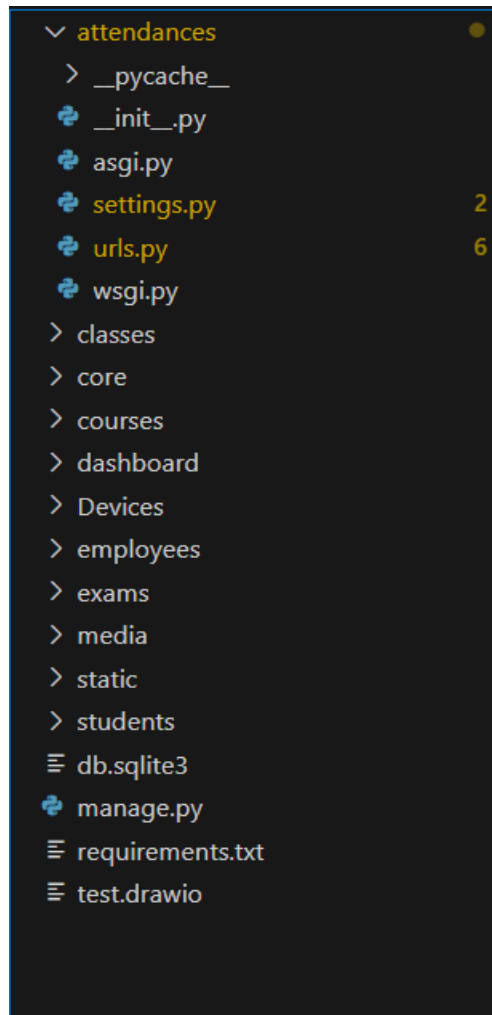 attendances
__pycache__
__init__.py
asgi.py
settings.py 2
urls.py 6
wsgi.py
classes
core
courses
dashboard
Devices
employees
exams
media
static
students
db.sqlite3
manage.py
requirements.txt
test.drawio